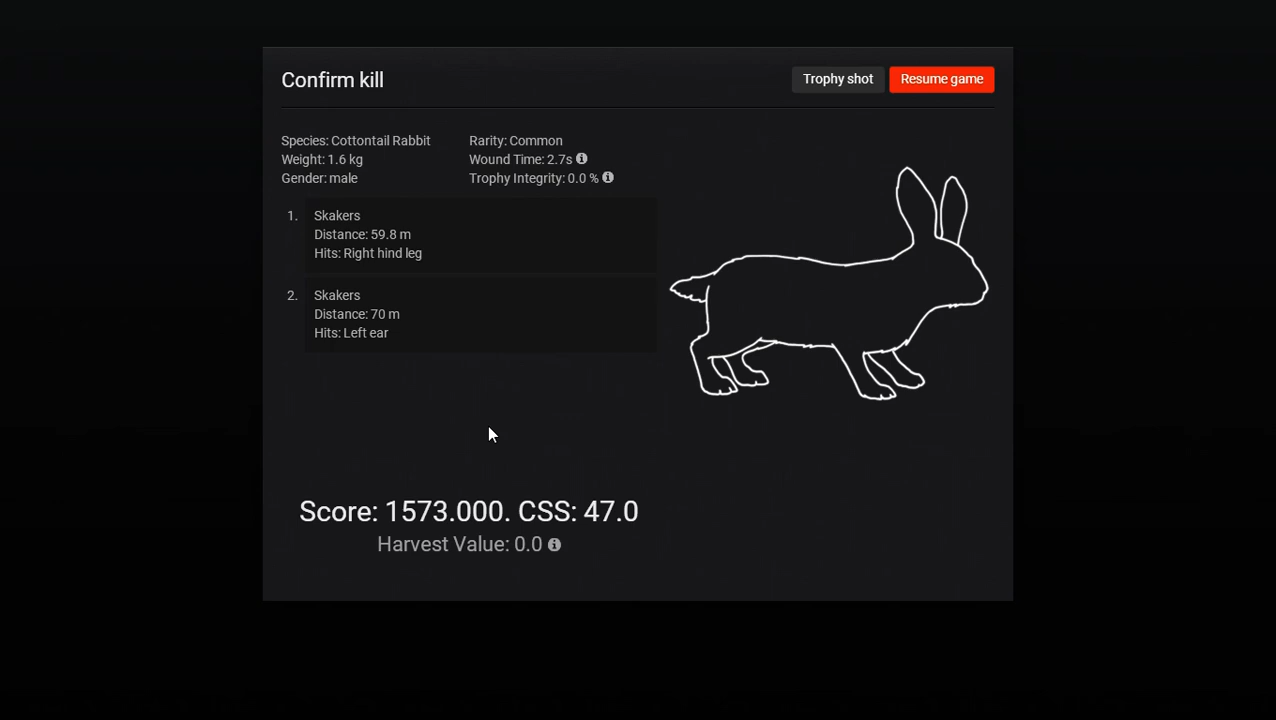 Confirm kill
Trophy shot
Resume game
Species: Cottontail Rabbit
Weight: 1.6 kg
Gender: male
Rarity: Common
Wound Time: 2.7s
Trophy Integrity: 0.0 %
1.
Skakers
Distance: 59.8 m
Hits: Right hind leg
2.
Skakers
Distance: 70 m
Hits: Left ear
Score: 1573.000. CSS: 47.0
Harvest Value: 0.0